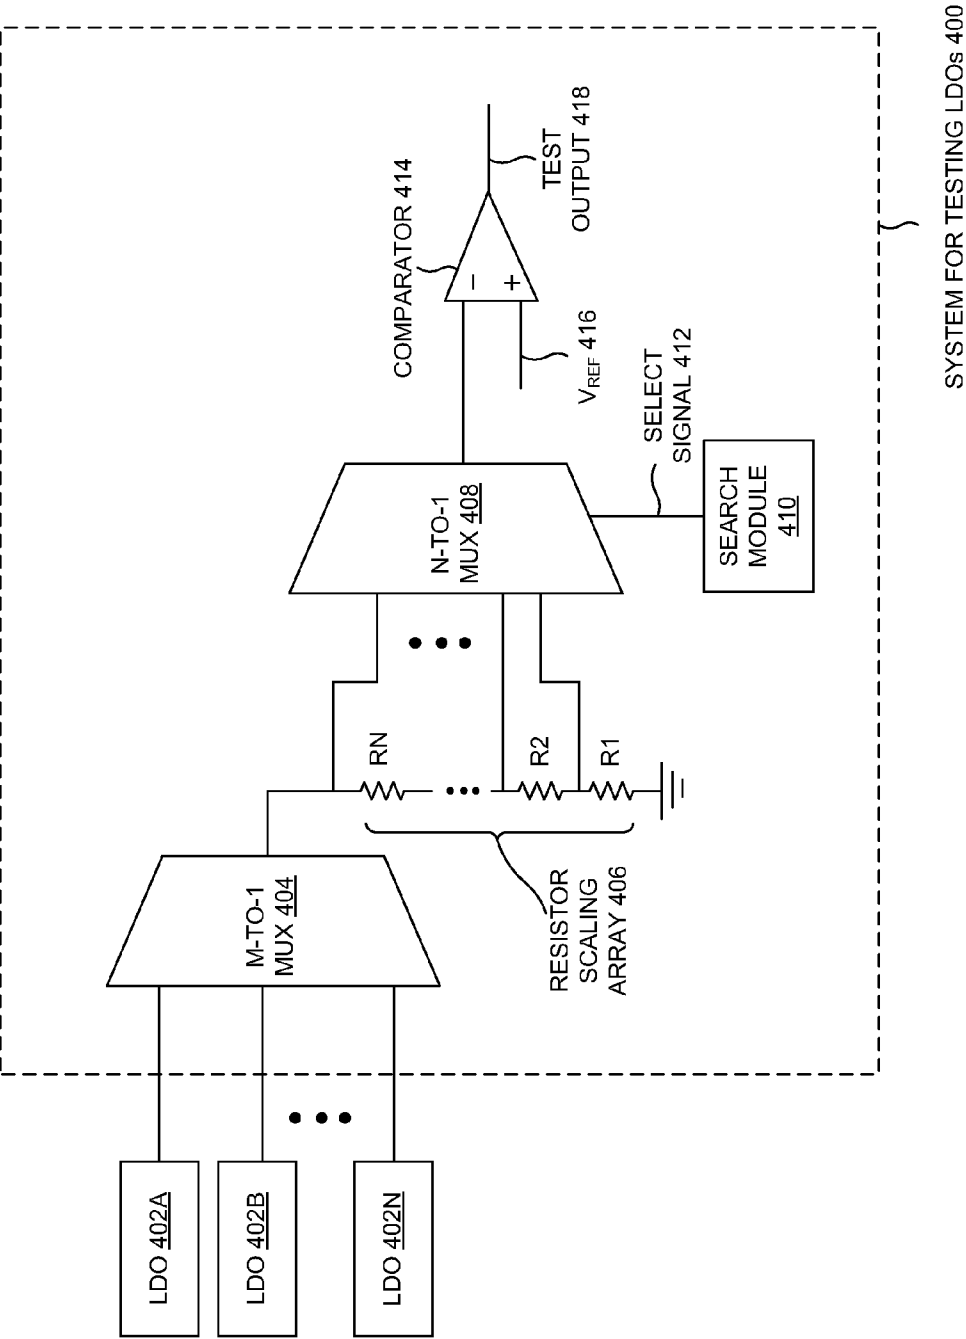 LDO 402A
LDO 402B
LDO 402N
M-TO-1
MUX 404
RN
R2
R1
RESISTOR
SCALING
ARRAY 406
N-TO-1
MUX 408
SEARCH
MODULE
410
SELECT
SIGNAL 412
COMPARATOR 414
−
+
VREF 416
TEST
OUTPUT 418
SYSTEM FOR TESTING LDOs 400